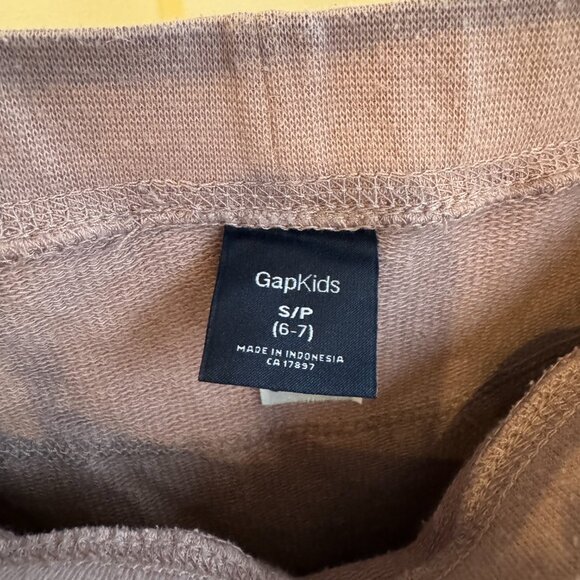 GapKids
S/P
(6-7)
MADE IN INDONESIA
CA 17897